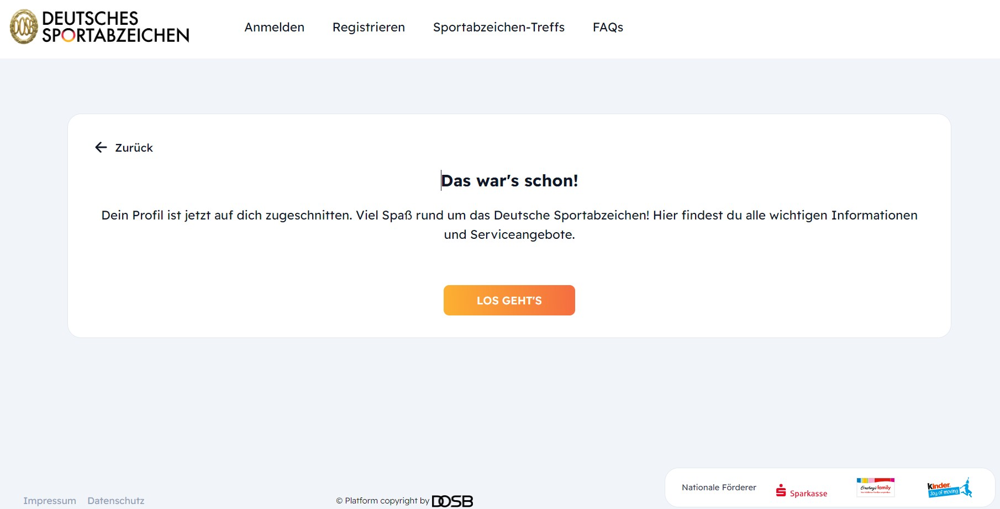 DOSB
DEUTSCHES
SPORTABZEICHEN
Anmelden Registrieren Sportabzeichen-Treffs FAQs
Zurück
Das war's schon!
Dein Profil ist jetzt auf dich zugeschnitten. Viel Spaß rund um das Deutsche Sportabzeichen! Hier findest du alle wichtigen Informationen
und Serviceangebote.
LOS GEHT'S
Nationale Förderer
Sparkasse
Ernsting's family
Kinder
Joy of moving
Impressum Datenschutz
© Platform copyright by DOSB